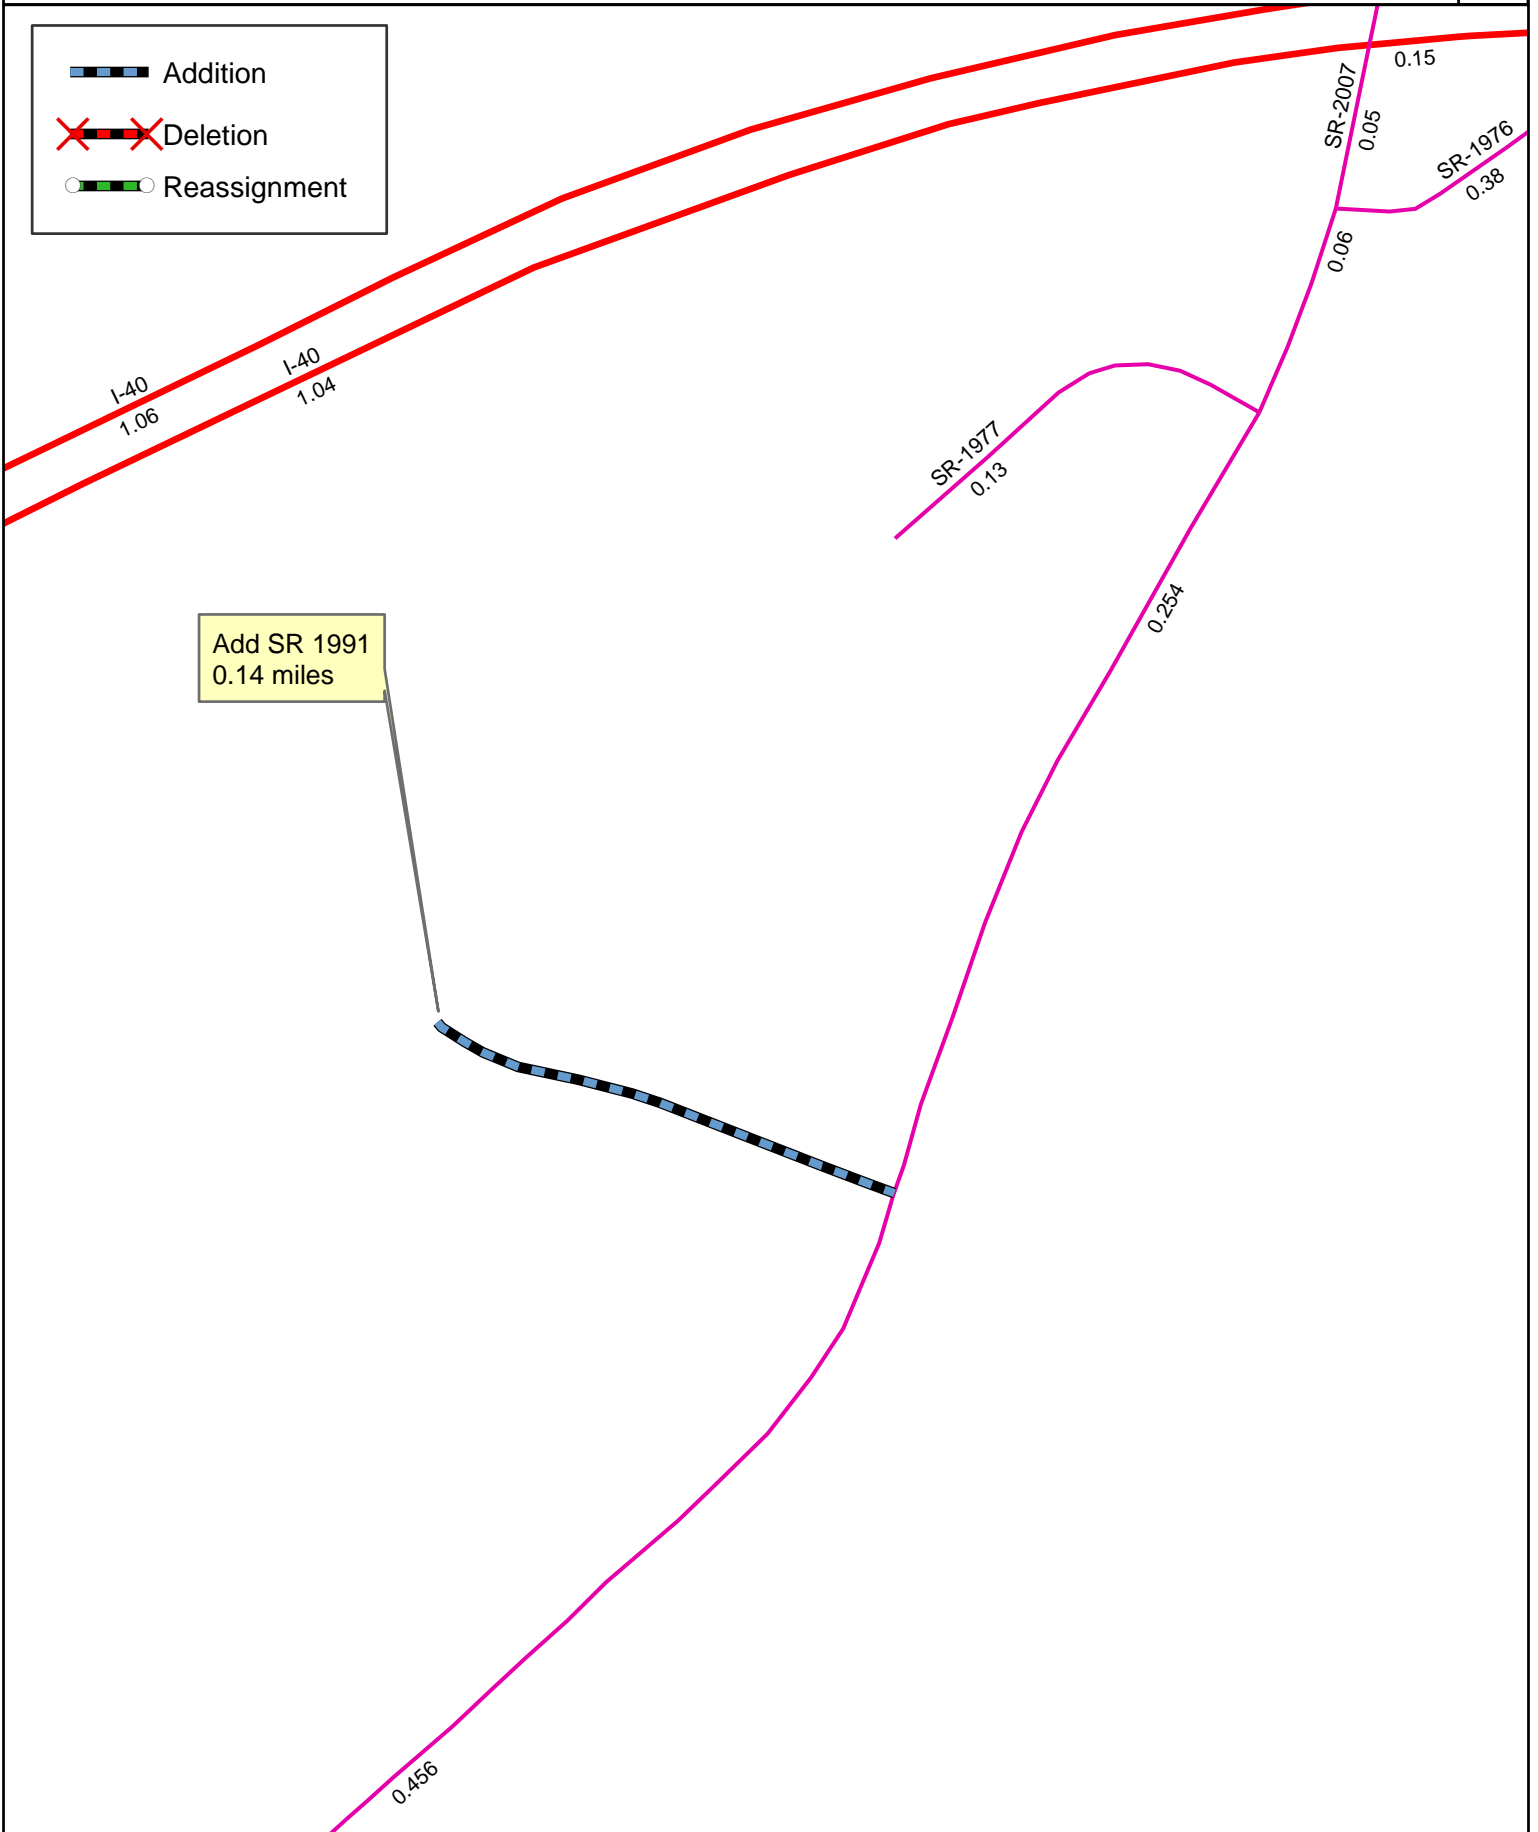 Addition
Deletion
Reassignment
0.15
SR-2007
0.05
SR-1976
0.38
0.06
I-40
1.06
I-40
1.04
SR-1977
0.13
0.254
Add SR 1991
0.14 miles
0.456